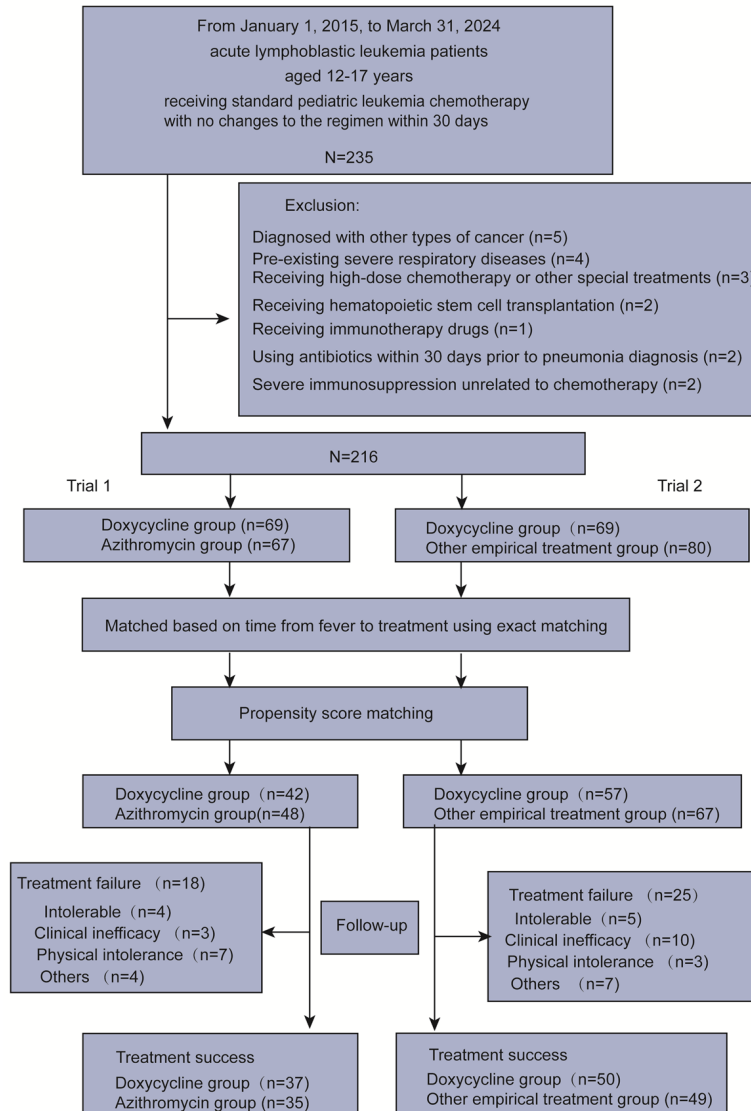 From January 1, 2015, to March 31, 2024
acute lymphoblastic leukemia patients
aged 12-17 years
receiving standard pediatric leukemia chemotherapy
with no changes to the regimen within 30 days
N=235
Exclusion:
Diagnosed with other types of cancer (n=5)
Pre-existing severe respiratory diseases (n=4)
Receiving high-dose chemotherapy or other special treatments (n=3)
Receiving hematopoietic stem cell transplantation (n=2)
Receiving immunotherapy drugs (n=1)
Using antibiotics within 30 days prior to pneumonia diagnosis (n=2)
Severe immunosuppression unrelated to chemotherapy (n=2)
N=216
Trial 1
Trial 2
Doxycycline group (n=69)
Azithromycin group (n=67)
Doxycycline group（n=69)
Other empirical treatment group (n=80)
Matched based on time from fever to treatment using exact matching
Propensity score matching
Doxycycline group（n=42)
Azithromycin group(n=48)
Doxycycline group（n=57)
Other empirical treatment group (n=67)
Treatment failure（n=18)
Intolerable（n=4)
Clinical inefficacy（n=3)
Physical intolerance（n=7)
Others（n=4)
Follow-up
Treatment failure（n=25)
Intolerable（n=5)
Clinical inefficacy（n=10)
Physical intolerance（n=3)
Others（n=7)
Treatment success
Doxycycline group（n=37)
Azithromycin group（n=35)
Treatment success
Doxycycline group（n=50)
Other empirical treatment group（n=49)